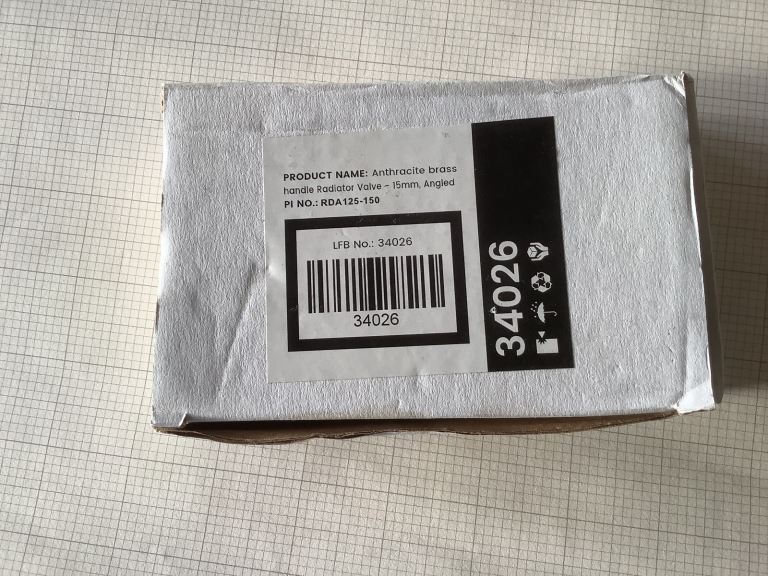 PRODUCT NAME: Anthracite brass
handle Radiator Valve - 15mm, Angled
PI NO.: RDA125-150
LFB No.: 34026
34026
34026